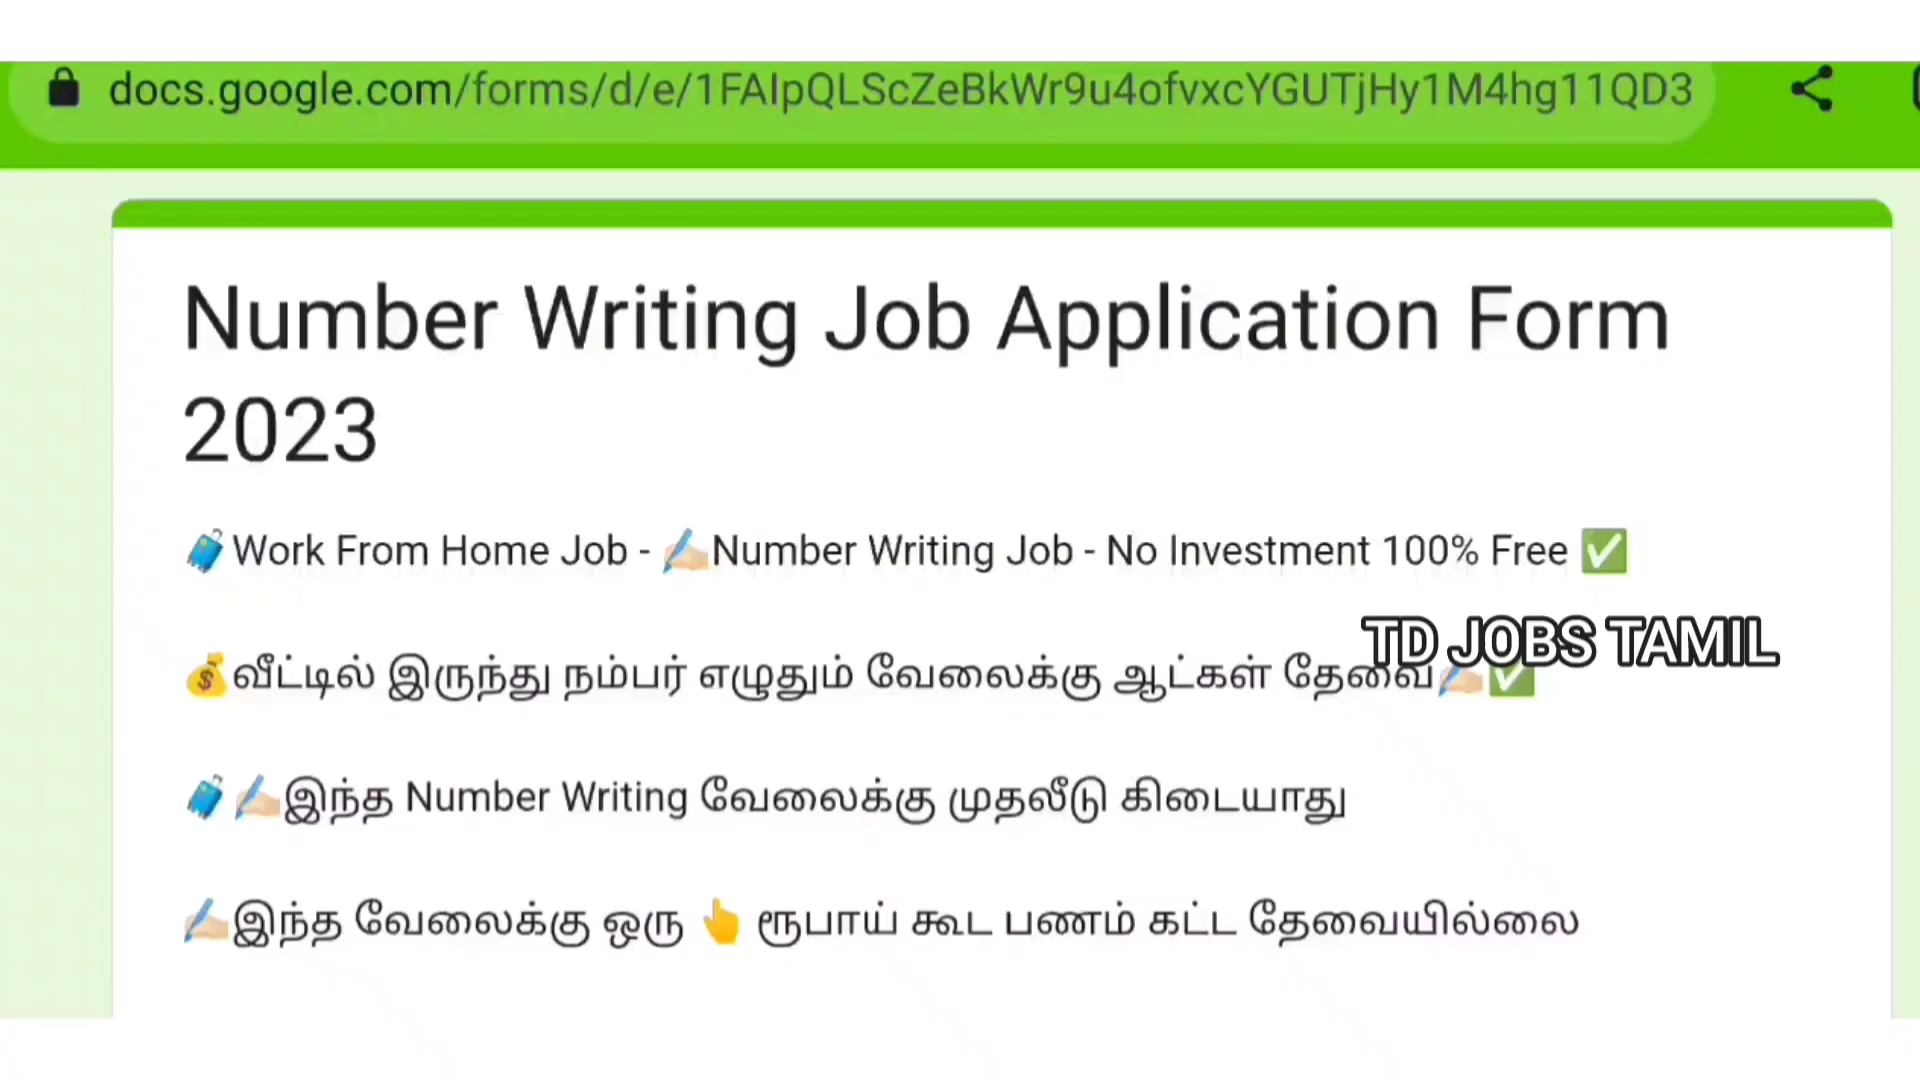 docs.google.com/forms/d/e/1FAIpQLScZeBkWr9u4ofvxcYGUTjHy1M4hg11QD3
Number Writing Job Application Form
2023
🧳Work From Home Job - ✍🏻Number Writing Job - No Investment 100% Free ✅
TD JOBS TAMIL
💰வீட்டில் இருந்து நம்பர் எழுதும் வேலைக்கு ஆட்கள் தேவை✍🏻✅
🧳✍🏻இந்த Number Writing வேலைக்கு முதலீடு கிடையாது
✍🏻இந்த வேலைக்கு ஒரு 👆 ரூபாய் கூட பணம் கட்ட தேவையில்லை